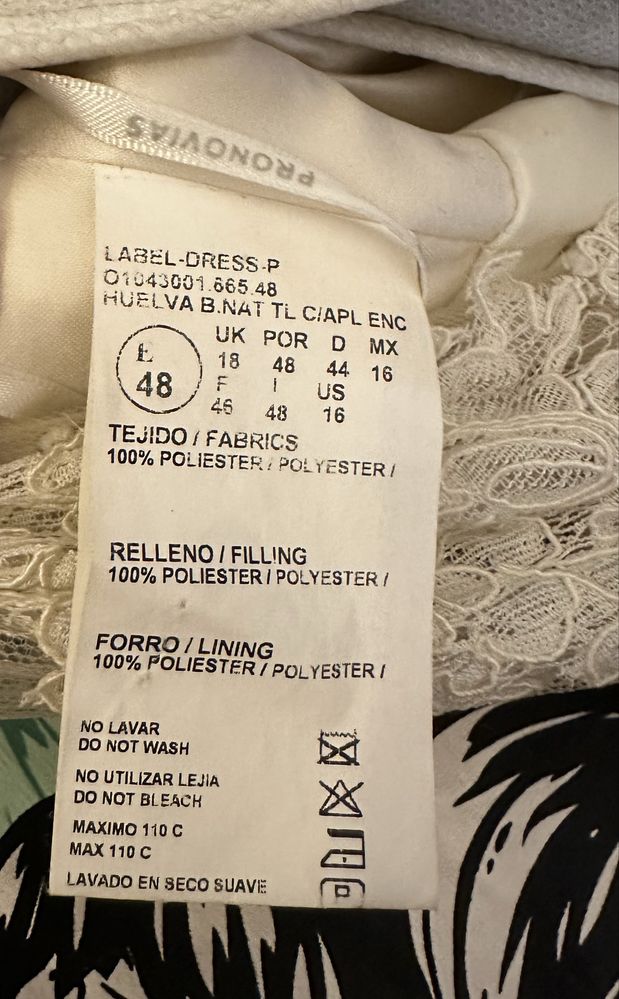 PRONOVIAS
LABEL-DRESS-P
O1043001.665.48
HUELVA B.NAT TL C/APL ENC
UK POR D MX
18 48 44 16
E
48
F I US
46 48 16
TEJIDO / FABRICS
100% POLIESTER / POLYESTER /
RELLENO / FILLING
100% POLIESTER / POLYESTER /
FORRO / LINING
100% POLIESTER / POLYESTER /
NO LAVAR
DO NOT WASH
NO UTILIZAR LEJIA
DO NOT BLEACH
MAXIMO 110 C
MAX 110 C
LAVADO EN SECO SUAVE
P